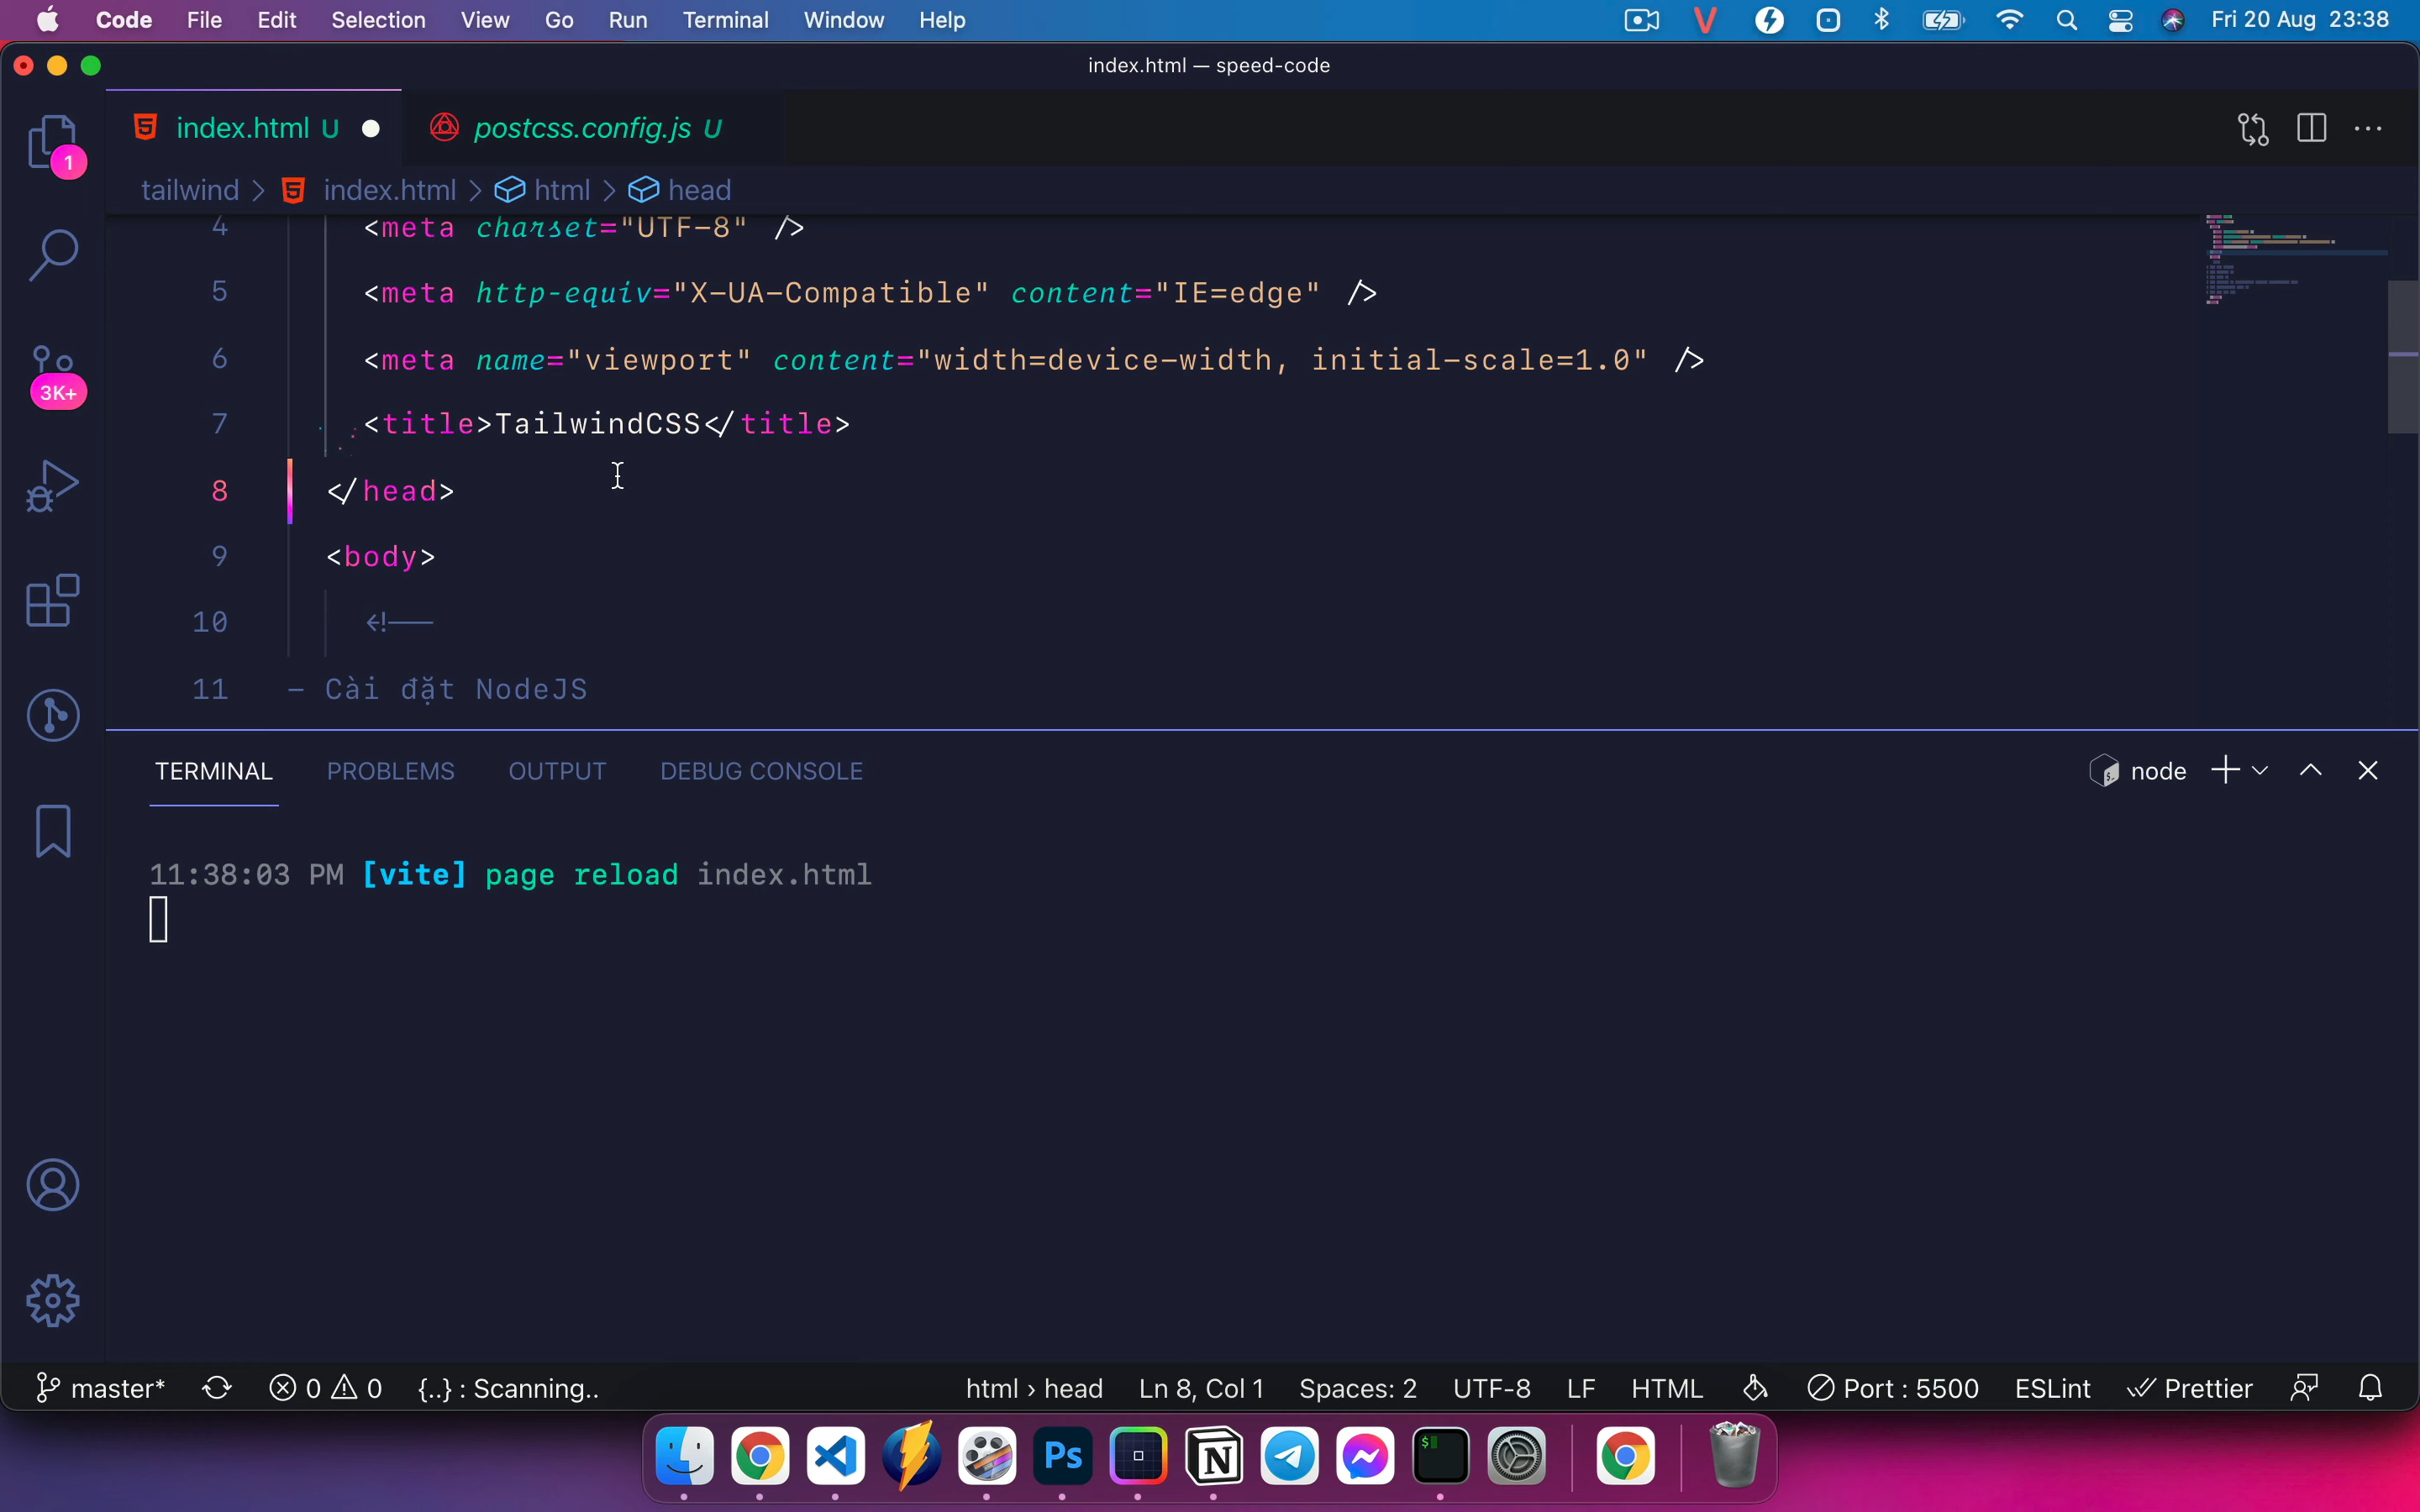 Code File Edit Selection View Go Run Terminal Window Help Fri 20 Aug 23:38
index.html — speed-code
index.html U postcss.config.js U
1
tailwind > index.html > html > head
4 <meta charset="UTF-8" />
5 <meta http-equiv="X-UA-Compatible" content="IE=edge" />
6 <meta name="viewport" content="width=device-width, initial-scale=1.0" />
3K+
7 <title>TailwindCSS</title>
8 </head>
9 <body>
10 <!--
11 - Cài đặt NodeJS
TERMINAL PROBLEMS OUTPUT DEBUG CONSOLE node
11:38:03 PM [vite] page reload index.html
master* 0 0 {..} : Scanning.. html > head Ln 8, Col 1 Spaces: 2 UTF-8 LF HTML Port : 5500 ESLint Prettier
Ps
N
$